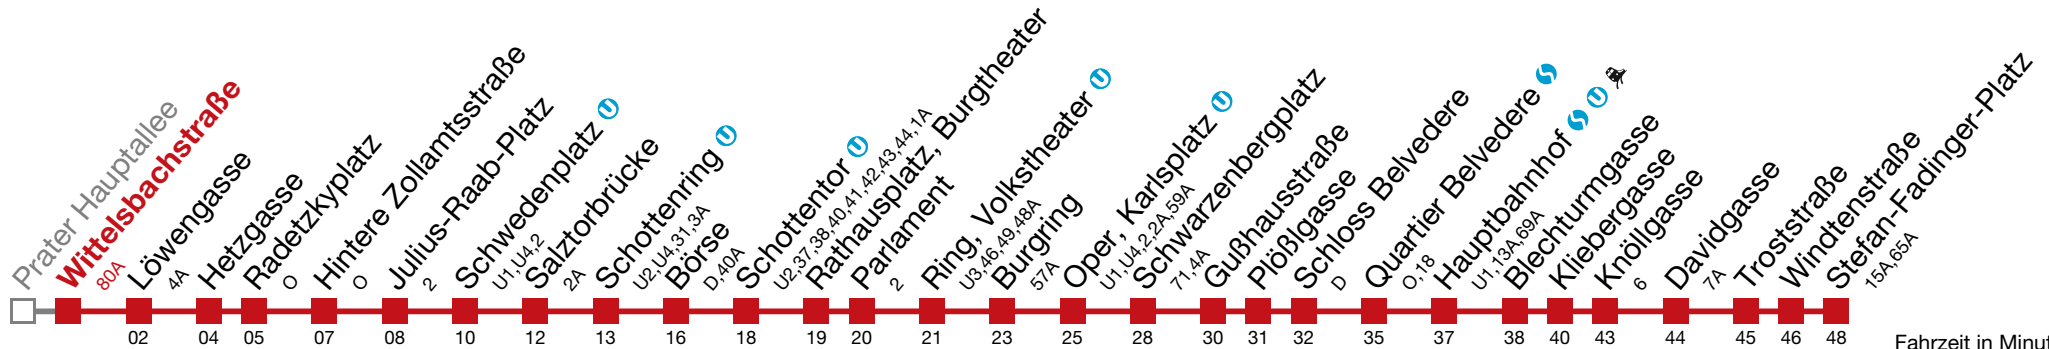 Prater Hauptallee
Wittelsbachstraße
80A
Löwengasse
4A
Hetzgasse
Radetzkyplatz
O
Hintere Zollamtsstraße
O
Julius-Raab-Platz
2
Schwedenplatz U
U1,U4,2
Salztorbrücke
2A
Schottenring U
U2,U4,31,3A
Börse
D,40A
Schottentor U
U2,37,38,40,41,42,43,44,1A
Rathausplatz, Burgtheater
Parlament
2
Ring, Volkstheater U
U3,46,49,48A
Burgring
57A
Oper, Karlsplatz U
U1,U4,2,2A,59A
Schwarzenbergplatz
71,4A
Gußhausstraße
Plößlgasse
Schloss Belvedere
D
Quartier Belvedere S
O,18
Hauptbahnhof S U
U1,13A,69A
Blechturmgasse
Kliebergasse
Knöllgasse
6
Davidgasse
7A
Troststraße
Windtenstraße
Stefan-Fadinger-Platz
15A,65A
02 04 05 07 08 10 12 13 16 18 19 20 21 23 25 28 30 31 32 35 37 38 40 43 44 45 46 48
Fahrzeit in Minut